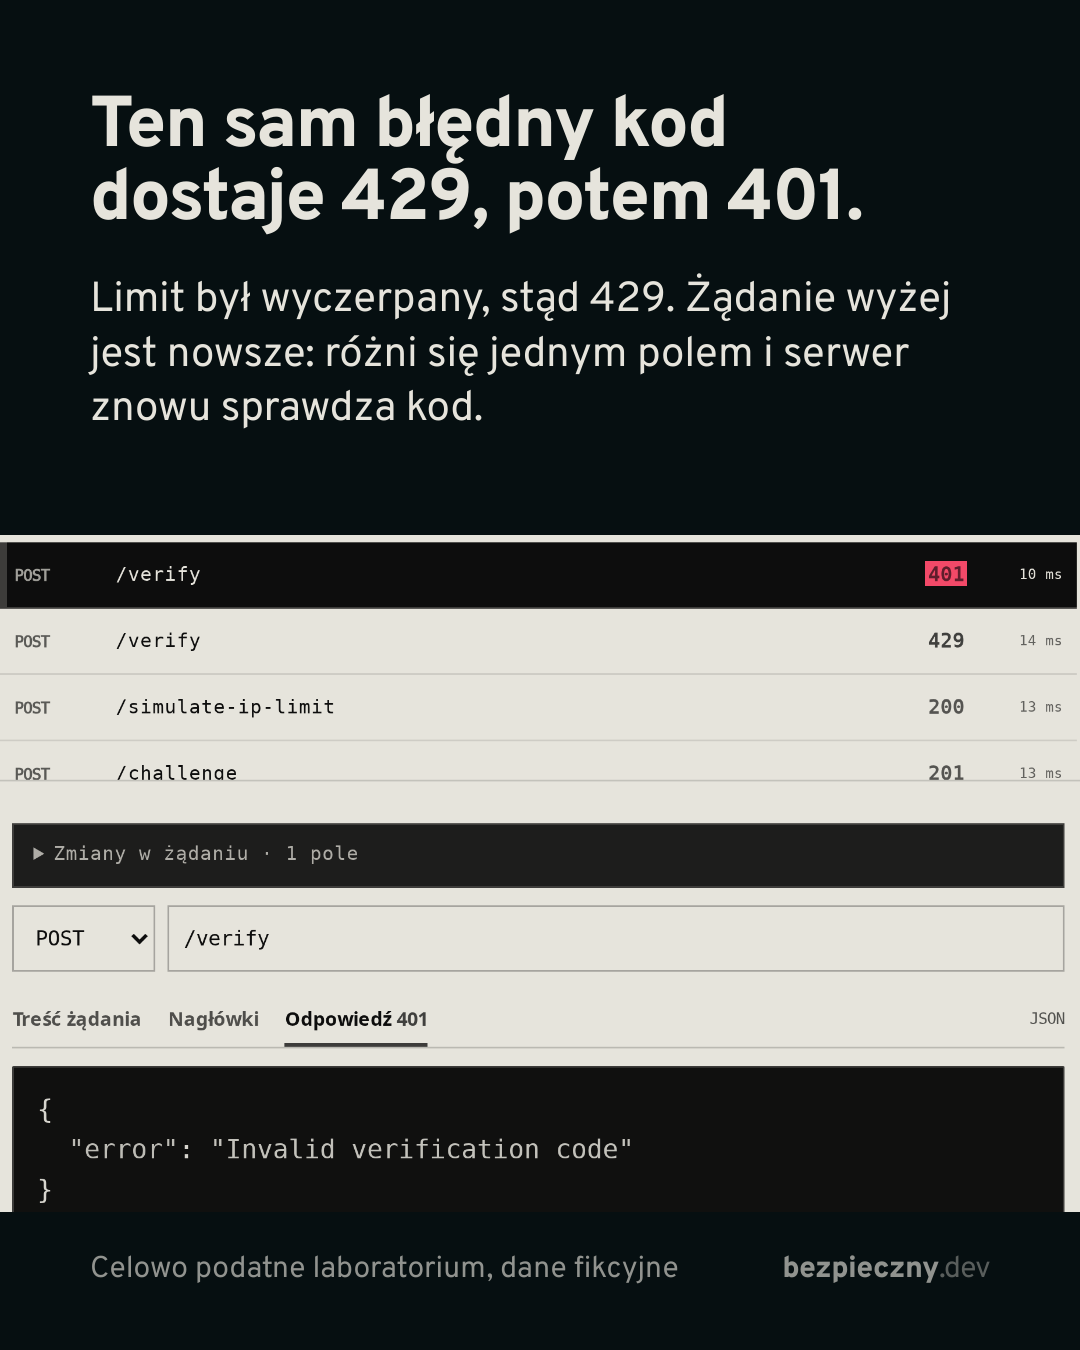 Ten sam błędny kod
dostaje 429, potem 401.
Limit był wyczerpany, stąd 429. Żądanie wyżej
jest nowsze: różni się jednym polem i serwer
znowu sprawdza kod.
POST /verify 401 10 ms
POST /verify 429 14 ms
POST /simulate-ip-limit 200 13 ms
POST /challenge 201 13 ms
▶ Zmiany w żądaniu · 1 pole
POST /verify
Treść żądania Nagłówki Odpowiedź 401 JSON
{
"error": "Invalid verification code"
}
Celowo podatne laboratorium, dane fikcyjne bezpieczny.dev